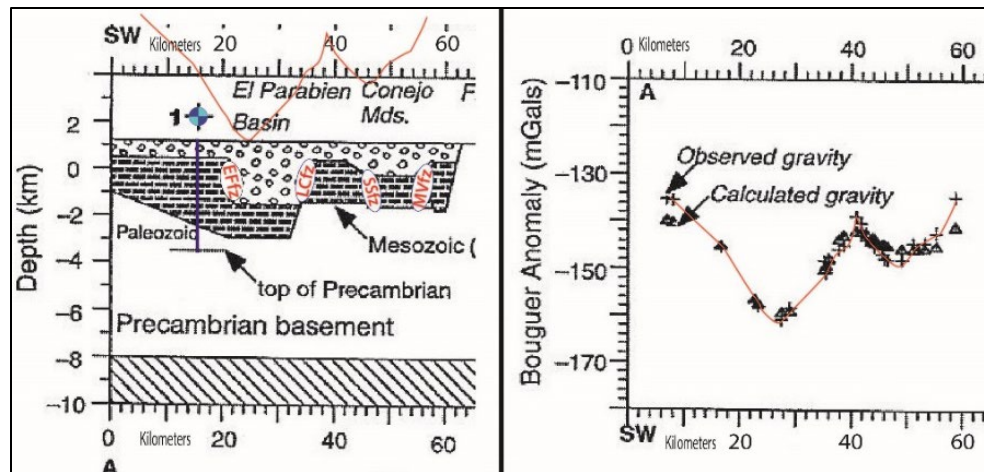 SW Kilometers 20 40 60
El Parabien Conejo F
Basin Mds.
1
2
0
-2
-4
-6
-8
-10
Depth (km)
EFfz LCfz SSfz MVfz
Paleozoic
Mesozoic (
top of Precambrian
Precambrian basement
0 Kilometers 20 40 60
A
0 Kilometers 20 40 60
-110
-130
-150
-170
Bouguer Anomaly (mGals)
A
Observed gravity
Calculated gravity
SW Kilometers 20 40 60